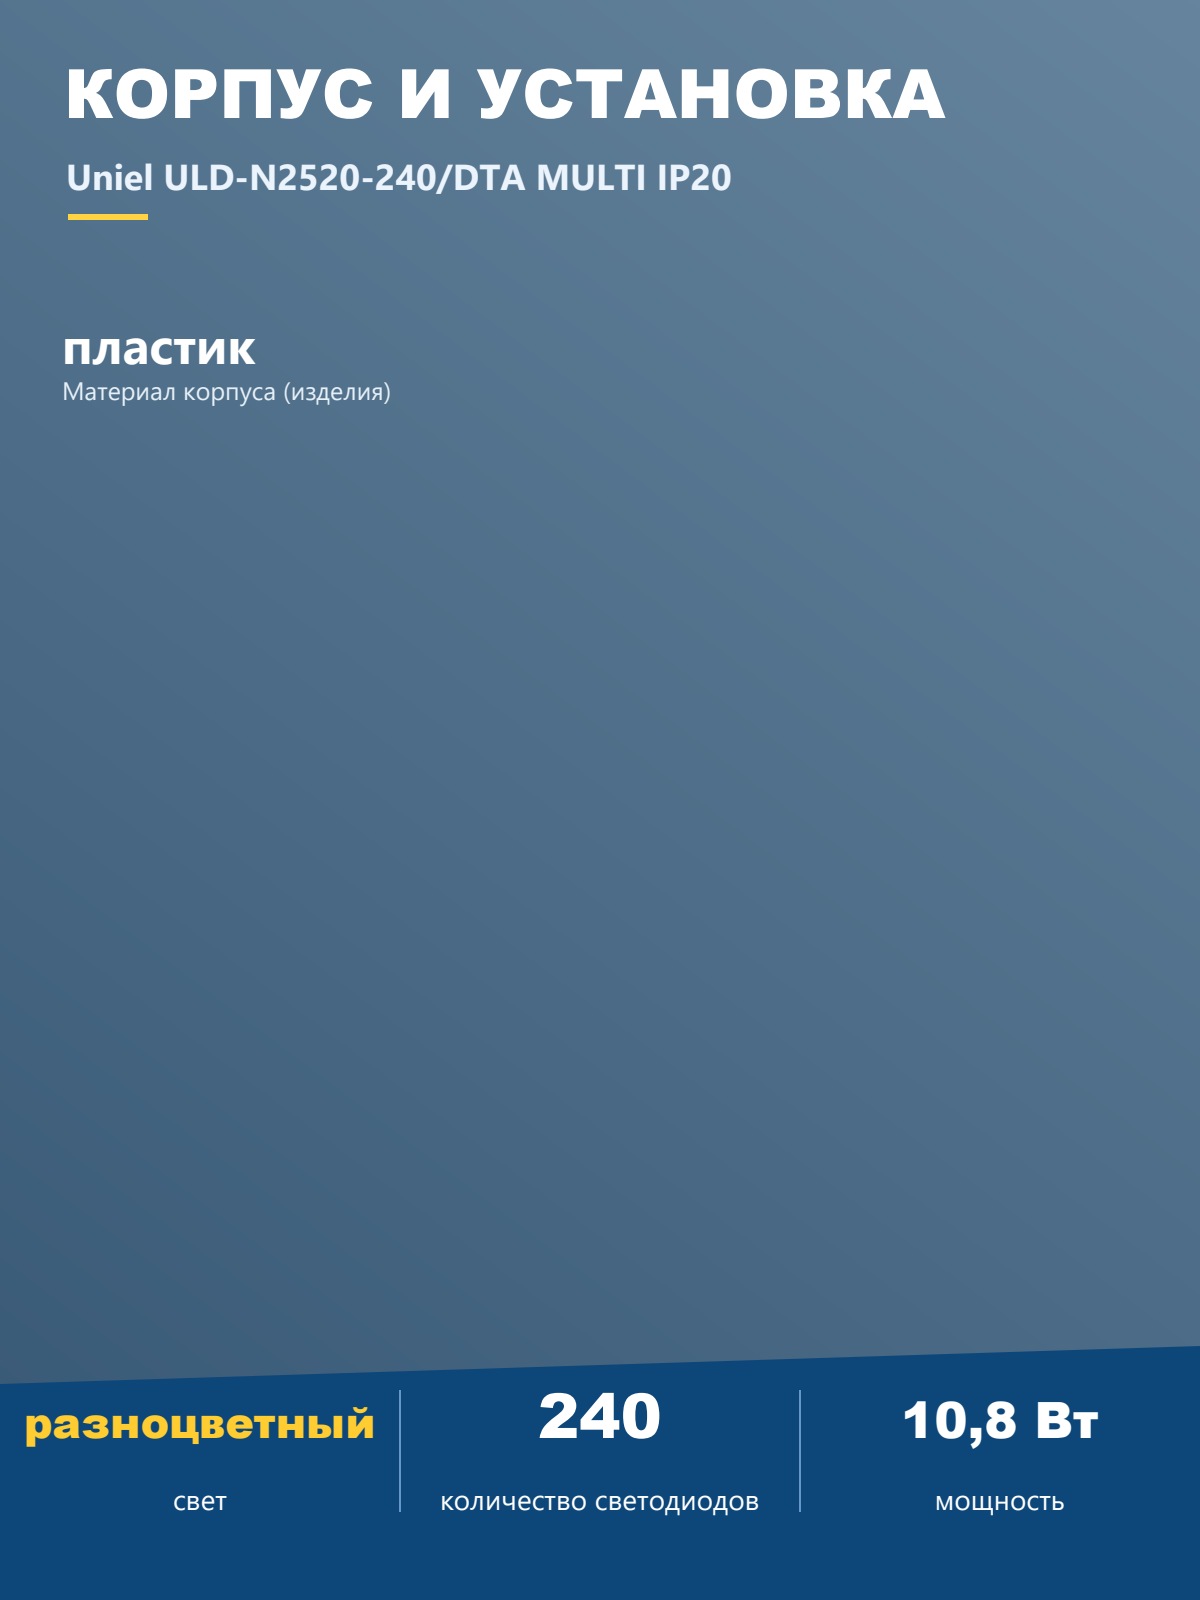 КОРПУС И УСТАНОВКА
Uniel ULD-N2520-240/DTA MULTI IP20
пластик
Материал корпуса (изделия)
разноцветный
свет
240
количество светодиодов
10,8 Вт
мощность